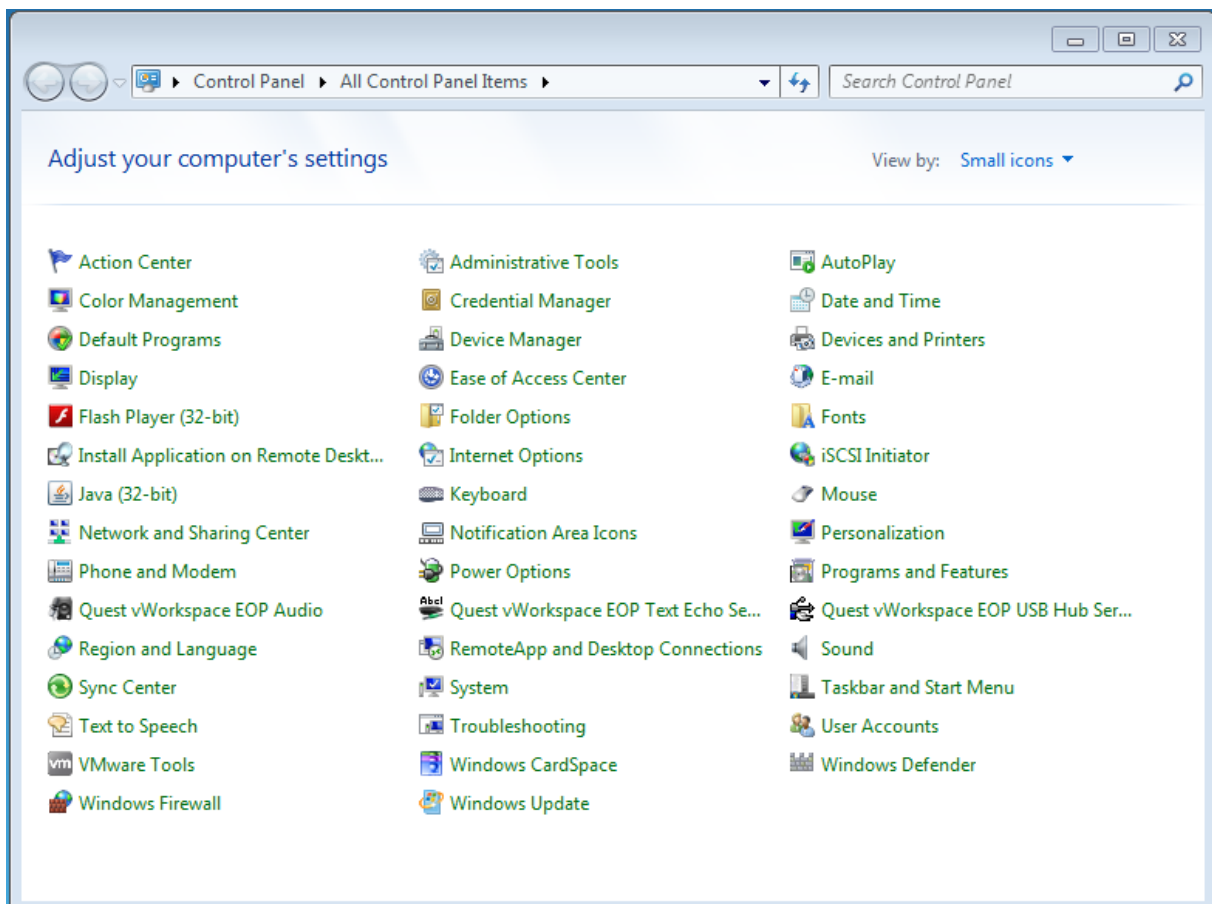 Control Panel All Control Panel Items Search Control Panel
Adjust your computer's settings View by: Small icons
Action Center Administrative Tools AutoPlay
Color Management Credential Manager Date and Time
Default Programs Device Manager Devices and Printers
Display Ease of Access Center E-mail
Flash Player (32-bit) Folder Options Fonts
Install Application on Remote Deskt... Internet Options iSCSI Initiator
Java (32-bit) Keyboard Mouse
Network and Sharing Center Notification Area Icons Personalization
Phone and Modem Power Options Programs and Features
Quest vWorkspace EOP Audio Abcl Quest vWorkspace EOP Text Echo Se... Quest vWorkspace EOP USB Hub Ser...
Region and Language RemoteApp and Desktop Connections Sound
Sync Center System Taskbar and Start Menu
Text to Speech Troubleshooting User Accounts
vm VMware Tools Windows CardSpace Windows Defender
Windows Firewall Windows Update